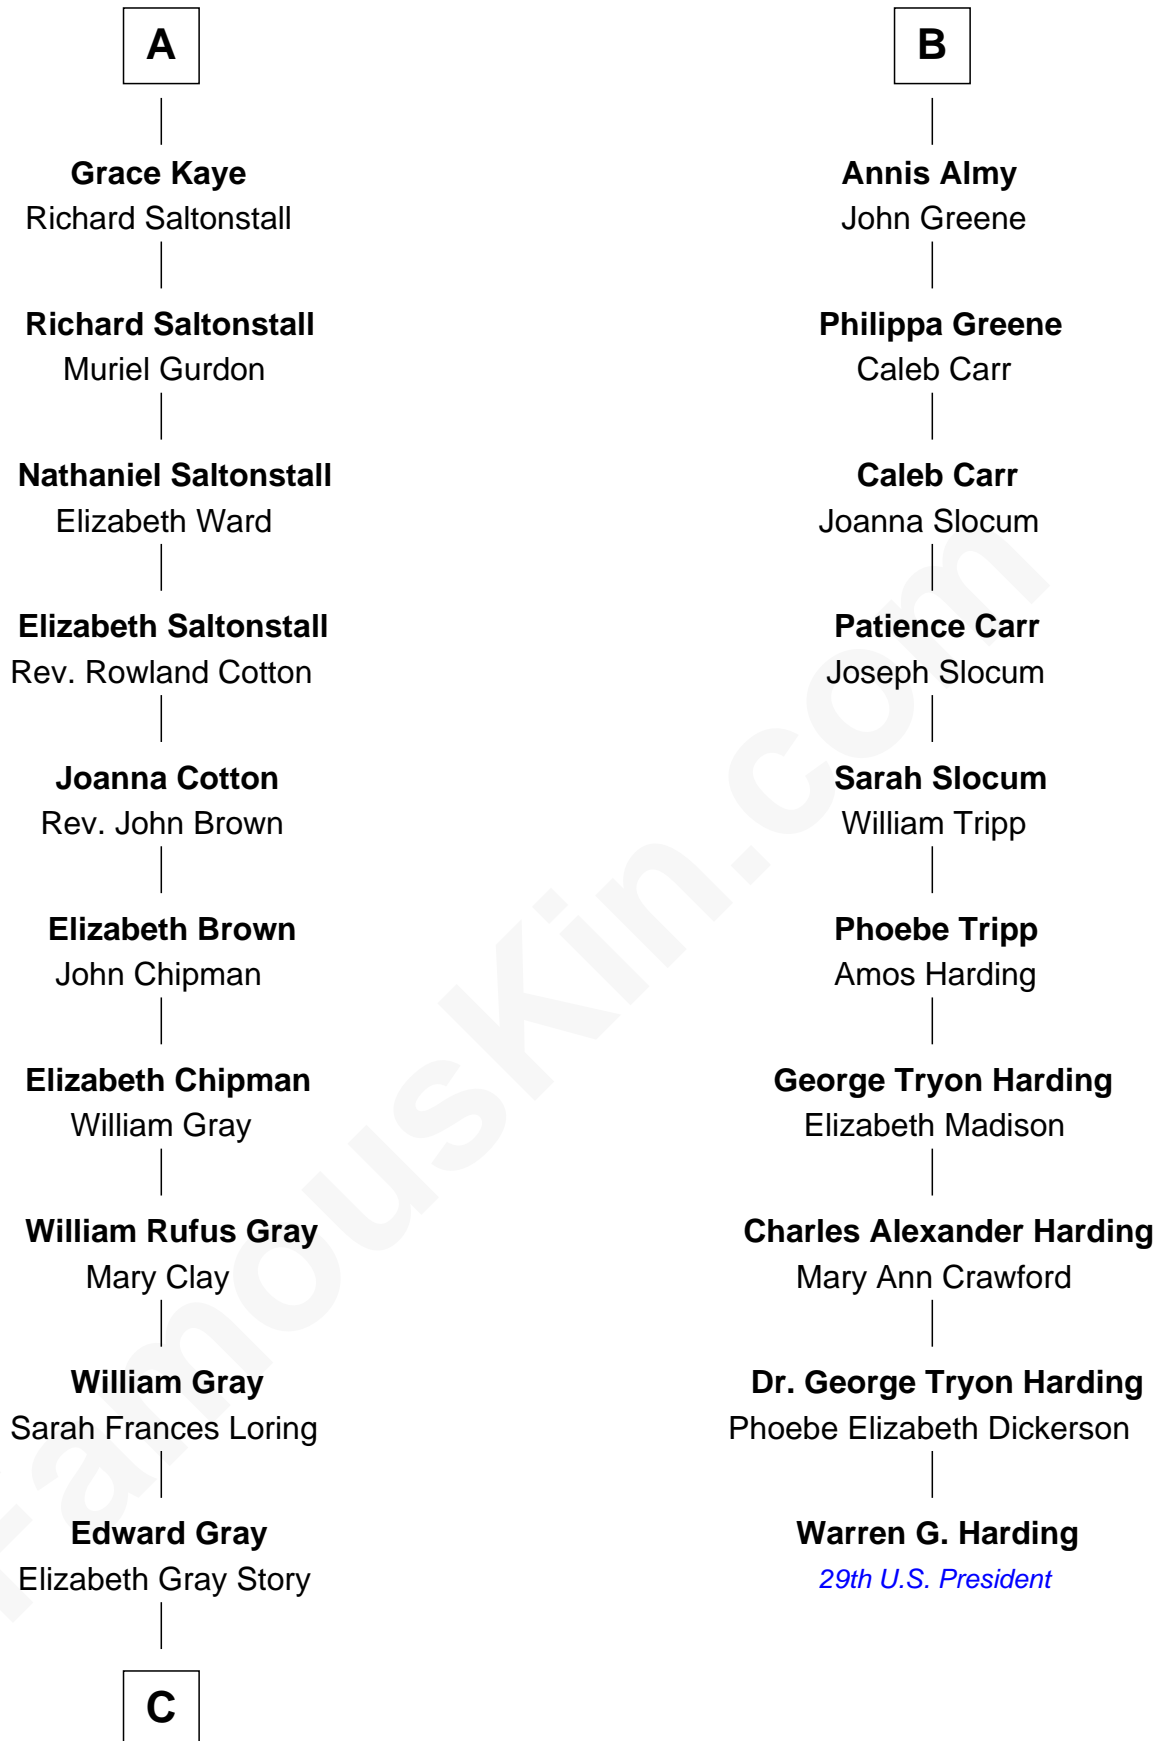 A
Grace Kaye
Richard Saltonstall
Richard Saltonstall
Muriel Gurdon
Nathaniel Saltonstall
Elizabeth Ward
Elizabeth Saltonstall
Rev. Rowland Cotton
Joanna Cotton
Rev. John Brown
Elizabeth Brown
John Chipman
Elizabeth Chipman
William Gray
William Rufus Gray
Mary Clay
William Gray
Sarah Frances Loring
Edward Gray
Elizabeth Gray Story
C
B
Annis Almy
John Greene
Philippa Greene
Caleb Carr
Caleb Carr
Joanna Slocum
Patience Carr
Joseph Slocum
Sarah Slocum
William Tripp
Phoebe Tripp
Amos Harding
George Tryon Harding
Elizabeth Madison
Charles Alexander Harding
Mary Ann Crawford
Dr. George Tryon Harding
Phoebe Elizabeth Dickerson
Warren G. Harding
29th U.S. President
FamousKin.com